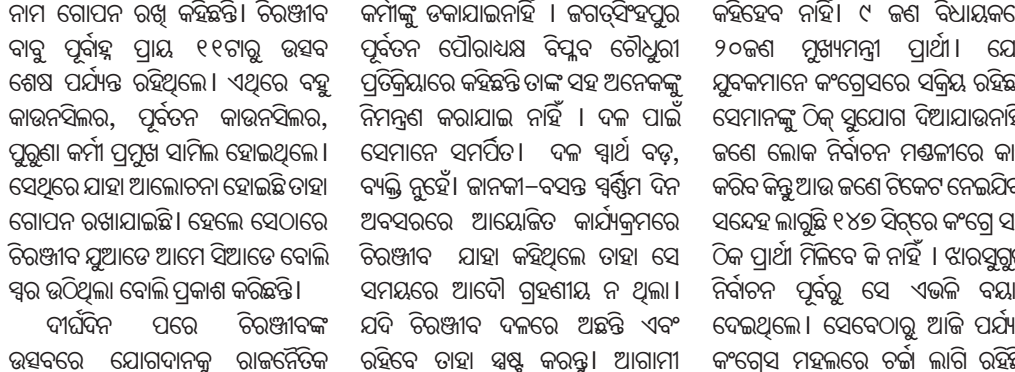 ନାମ ଗୋପନ ରଖି କହିଛନ୍ତି। ଚିରଞ୍ଜୀବ
ବାବୁ ପୂର୍ବାହ୍ନ ପ୍ରାୟ ୧୧ଟାରୁ ଉତ୍ସବ
ଶେଷ ପର୍ଯ୍ୟନ୍ତ ରହିଥିଲେ। ଏଥିରେ ବହୁ
କାଉନସିଲର, ପୂର୍ବତନ କାଉନସିଲର,
ପୁରୁଣା କର୍ମୀ ପ୍ରମୁଖ ସାମିଲ ହୋଇଥିଲେ।
ସେଥିରେ ଯାହା ଆଲୋଚନା ହୋଇଛି ତାହା
ଗୋପନ ରଖାଯାଇଛି। ହେଲେ ସେଠାରେ
ଚିରଞ୍ଜୀବ ଯୁଆଡେ ଆମେ ସିଆଡେ ବୋଲି
ସ୍ୱର ଉଠିଥିଲା ବୋଲି ପ୍ରକାଶ କରିଛନ୍ତି।
ଦୀର୍ଘଦିନ ପରେ ଚିରଞ୍ଜୀବଙ୍କ
ଉତ୍ସବରେ ଯୋଗଦାନକୁ ରାଜନୈତିକ
କର୍ମୀଙ୍କୁ ଡକାଯାଇନାହିଁ । ଜଗତ୍‌ସିଂହପୁର
ପୂର୍ବତନ ପୌରାଧ୍ୟକ୍ଷ ବିପ୍ଳବ ଚୌଧୁରୀ
ପ୍ରତିକ୍ରିୟାରେ କହିଛନ୍ତି ତାଙ୍କ ସହ ଅନେକଙ୍କୁ
ନିମନ୍ତ୍ରଣ କରାଯାଇ ନାହିଁ । ଦଳ ପାଇଁ
ସେମାନେ ସମର୍ପିତ। ଦଳ ସ୍ୱାର୍ଥ ବଡ଼,
ବ୍ୟକ୍ତି ନୁହେଁ। ଜାନକୀ–ବସନ୍ତ ସ୍ୱର୍ଣ୍ଣିମ ଦିନ
ଅବସରରେ ଆୟୋଜିତ କାର୍ଯ୍ୟକ୍ରମରେ
ଚିରଞ୍ଜୀବ ଯାହା କହିଥିଲେ ତାହା ସେ
ସମୟରେ ଆଦୌ ଗ୍ରହଣୀୟ ନ ଥିଲା।
ଯଦି ଚିରଞ୍ଜୀବ ଦଳରେ ଅଛନ୍ତି ଏବଂ
ରହିବେ ତାହା ସ୍ପଷ୍ଟ କରନ୍ତୁ। ଆଗାମୀ
କହିହେବ ନାହିଁ। ୯ ଜଣ ବିଧାୟକରେ
୨୦ଜଣ ମୁଖ୍ୟମନ୍ତ୍ରୀ ପ୍ରାର୍ଥୀ। ଯେ
ଯୁବକମାନେ କଂଗ୍ରେସରେ ସକ୍ରିୟ ରହିଛ
ସେମାନଙ୍କୁ ଠିକ୍ ସୁଯୋଗ ଦିଆଯାଉନାହି
ଜଣେ ଲୋକ ନିର୍ବାଚନ ମଣ୍ଡଳୀରେ କା
କରିବ କିନ୍ତୁ ଆଉ ଜଣେ ଟିକେଟ ନେଇଯିବ
ସନ୍ଦେହ ଲାଗୁଛି ୧୪୭ ସିଟ୍‌ରେ କଂଗ୍ରେ ସ
ଠିକ ପ୍ରାର୍ଥୀ ମିଳିବେ କି ନାହିଁ । ଝାରସୁଗୁ
ନିର୍ବାଚନ ପୂର୍ବରୁ ସେ ଏଭଳି ବୟା
ଦେଇଥିଲେ। ସେବେଠାରୁ ଆଜି ପର୍ଯ୍ୟ
କଂଗ୍ରେସ ମହଲରେ ଚର୍ଚ୍ଚା ଲାଗି ରହିଛି